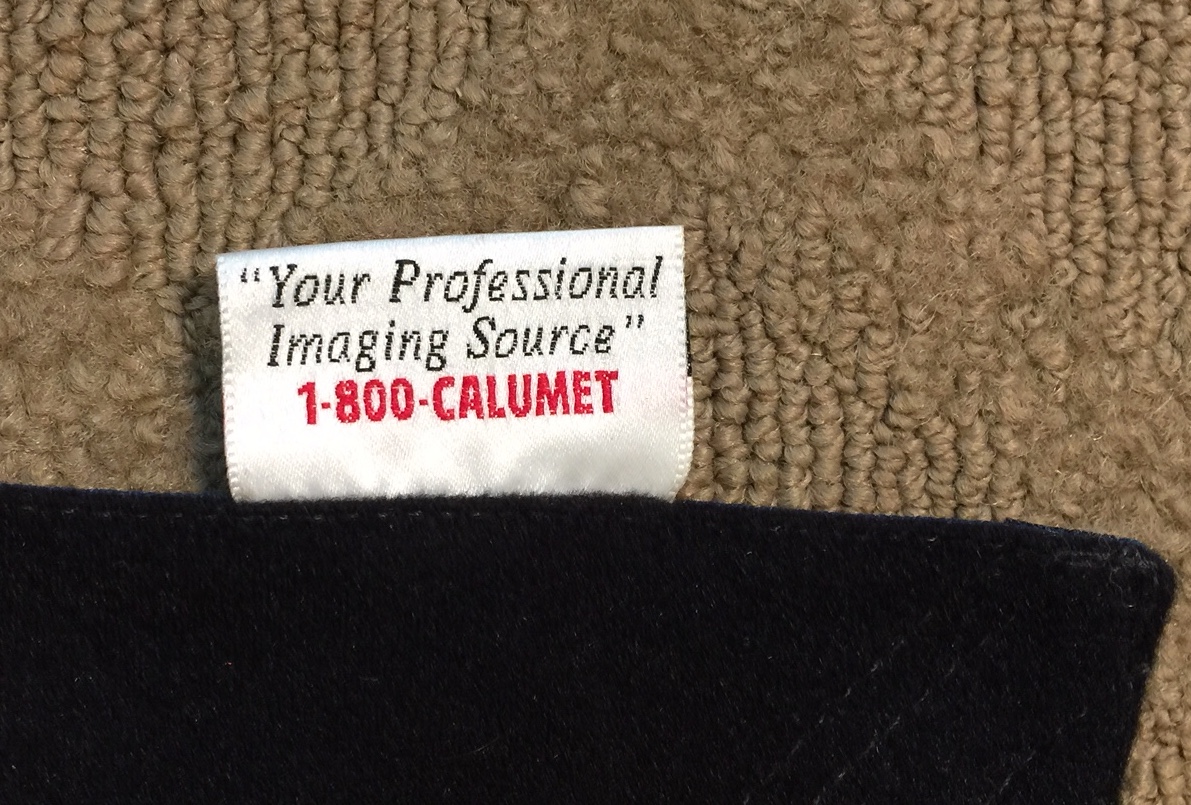 “Your Professional
Imaging Source”
1-800-CALUMET